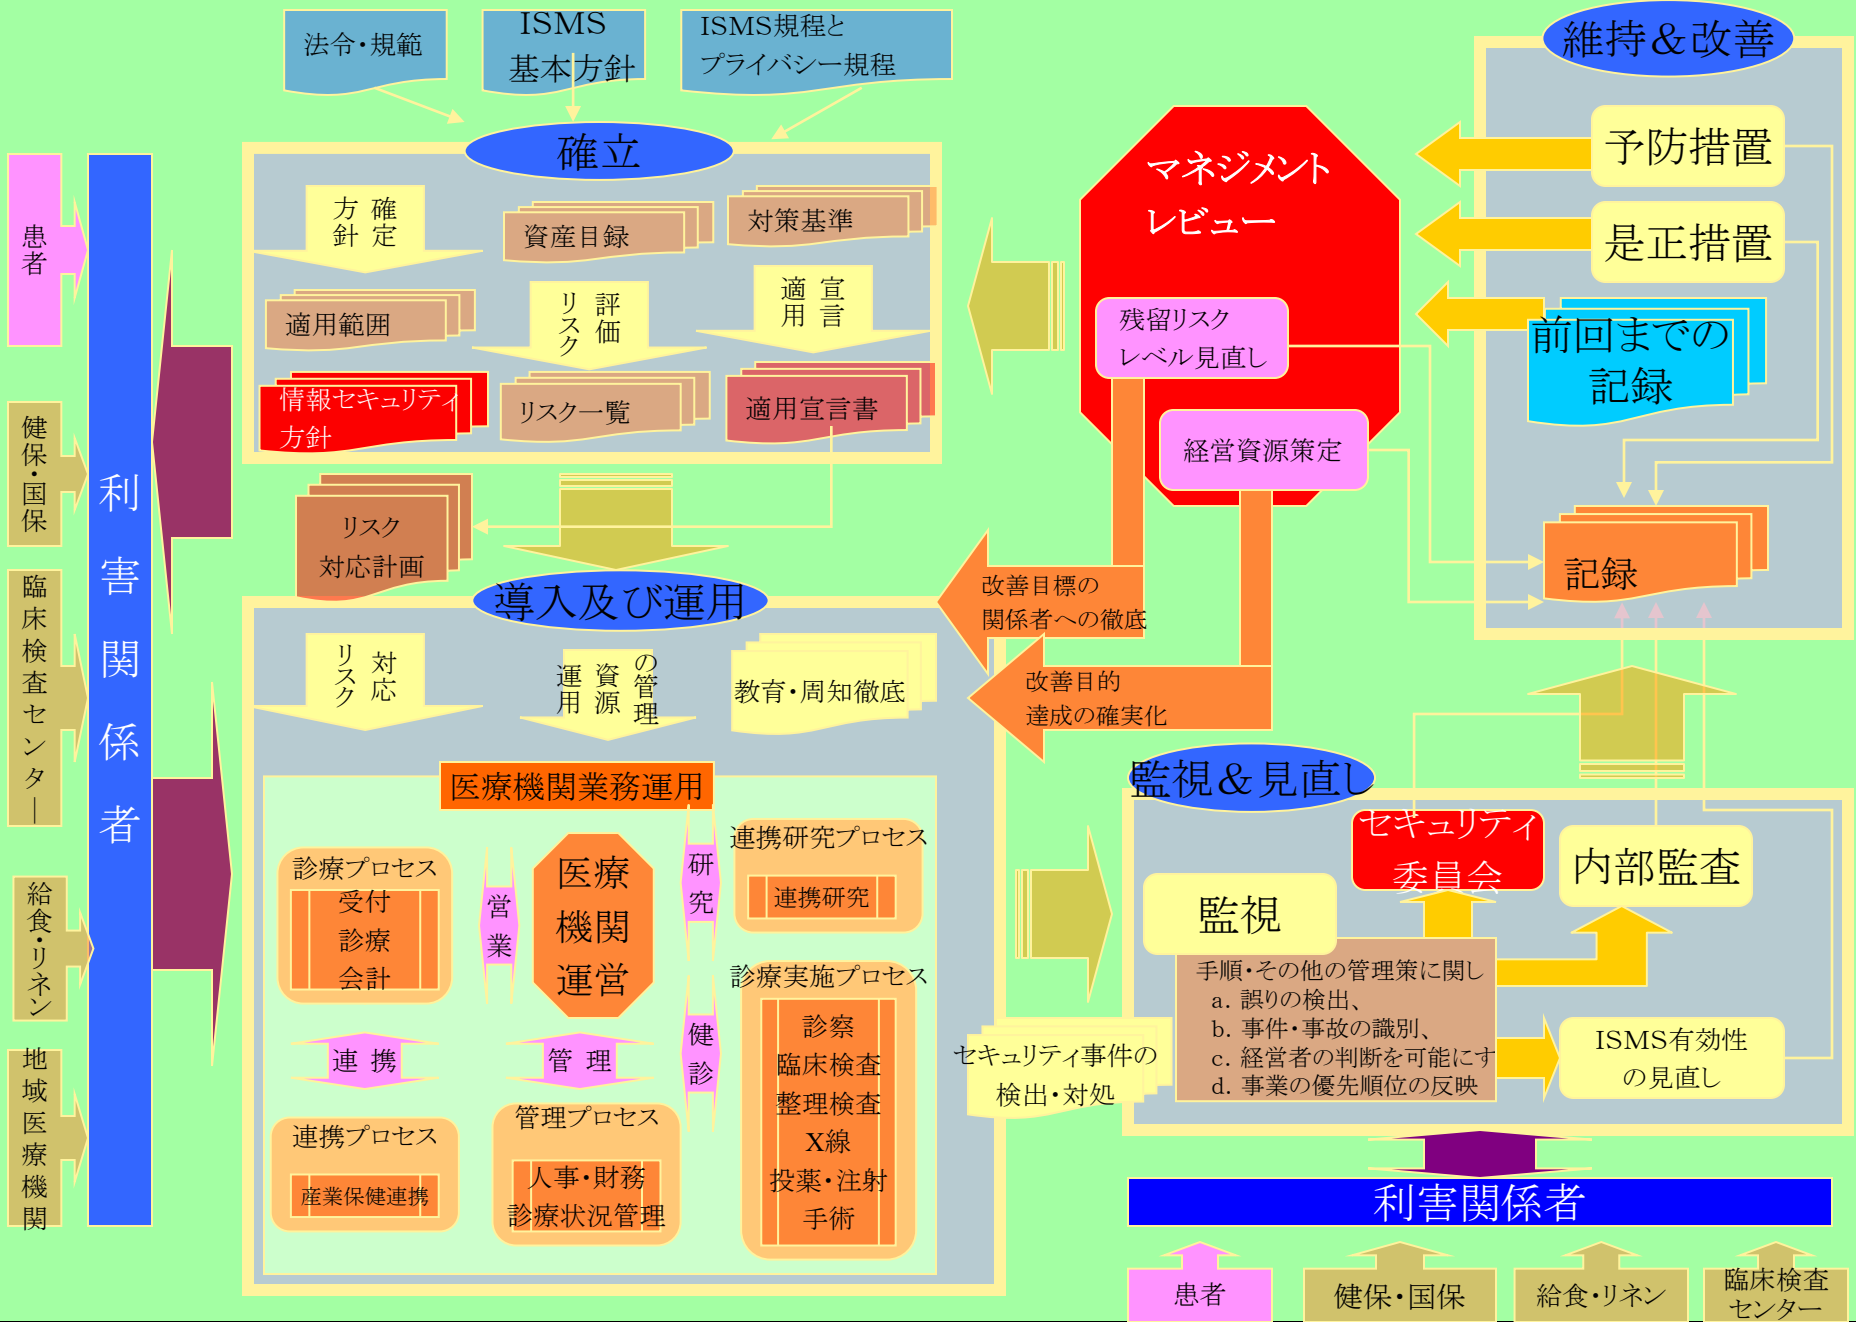 法令・規範
ISMS
基本方針
ISMS規程と
プライバシー規程
確立
方針
確定
資産目録
対策基準
適用範囲
リスク
評価
適用
宣言
情報セキュリティ
方針
リスク一覧
適用宣言書
リスク
対応計画
マネジメント
レビュー
残留リスク
レベル見直し
経営資源策定
維持&改善
予防措置
是正措置
前回までの
記録
記録
患者
健保・国保
臨床検査センター
給食・リネン
地域医療機関
利害関係者
導入及び運用
リスク
対応
運用
資源
の管理
教育・周知徹底
改善目標の
関係者への徹底
改善目的
達成の確実化
医療機関業務運用
診療プロセス
受付
診療
会計
営業
医療
機関
運営
研究
連携研究プロセス
連携研究
診療実施プロセス
診察
臨床検査
整理検査
X線
投薬・注射
手術
健診
連携
管理
連携プロセス
産業保健連携
管理プロセス
人事・財務
診療状況管理
監視&見直し
セキュリティ
委員会
内部監査
監視
手順・その他の管理策に関し
a. 誤りの検出、
b. 事件・事故の識別、
c. 経営者の判断を可能にす
d. 事業の優先順位の反映
ISMS有効性
の見直し
セキュリティ事件の
検出・対処
利害関係者
患者
健保・国保
給食・リネン
臨床検査
センター